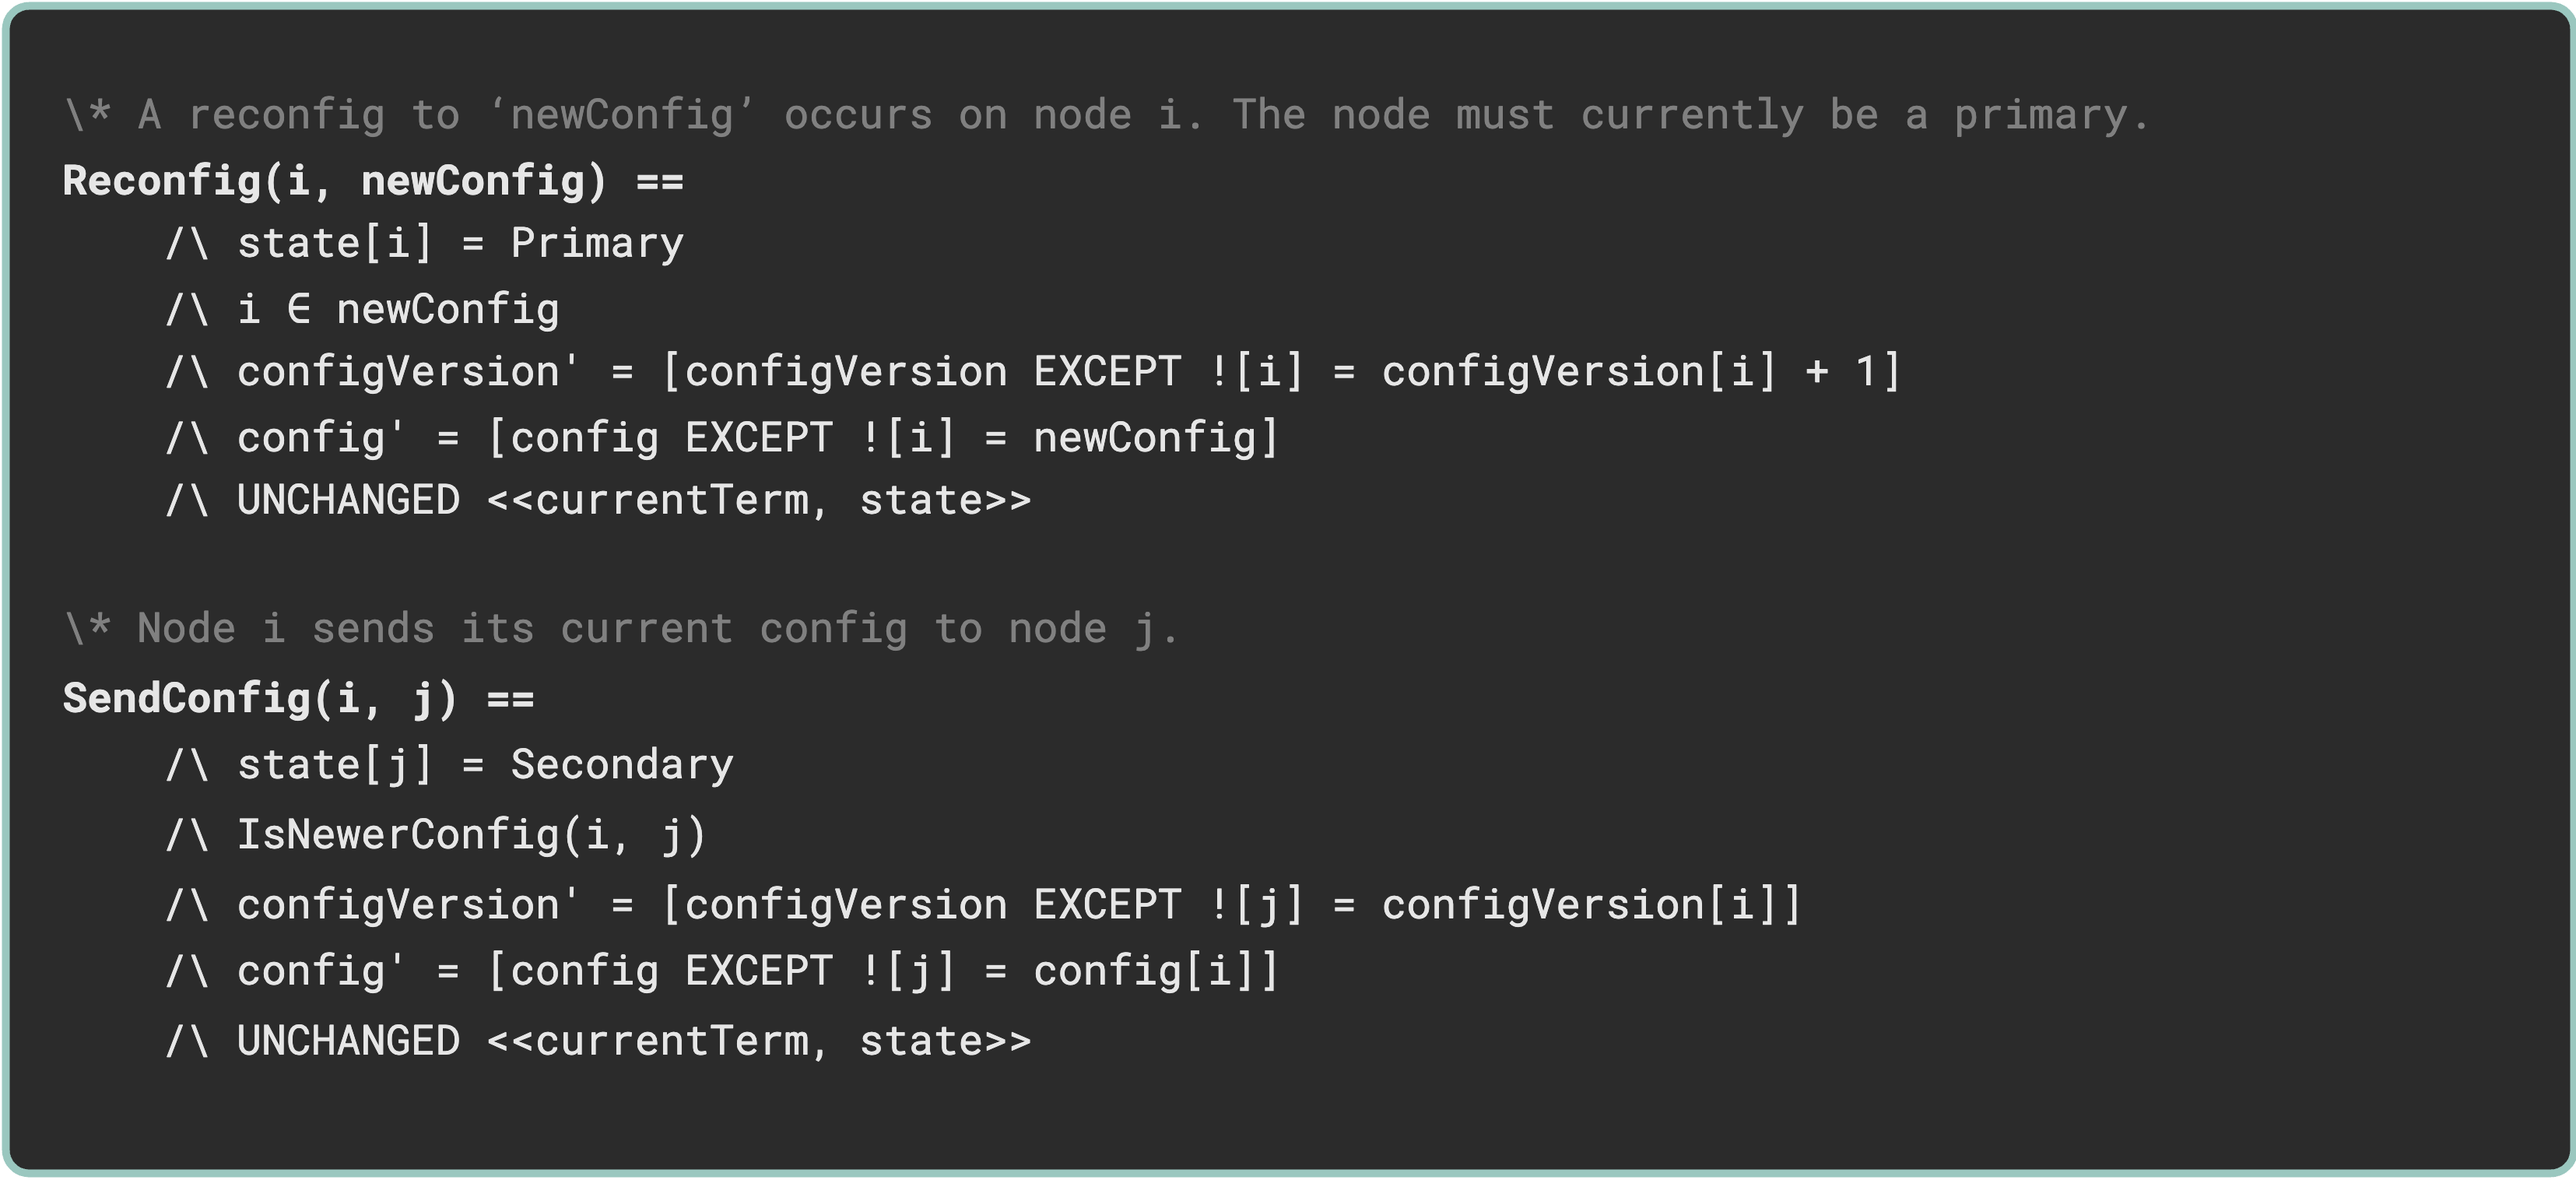 \* A reconfig to ‘newConfig’ occurs on node i. The node must currently be a primary.
Reconfig(i, newConfig) ==
    /\ state[i] = Primary
    /\ i ∈ newConfig
    /\ configVersion' = [configVersion EXCEPT ![i] = configVersion[i] + 1]
    /\ config' = [config EXCEPT ![i] = newConfig]
    /\ UNCHANGED <<currentTerm, state>>
\* Node i sends its current config to node j.
SendConfig(i, j) ==
    /\ state[j] = Secondary
    /\ IsNewerConfig(i, j)
    /\ configVersion' = [configVersion EXCEPT ![j] = configVersion[i]]
    /\ config' = [config EXCEPT ![j] = config[i]]
    /\ UNCHANGED <<currentTerm, state>>